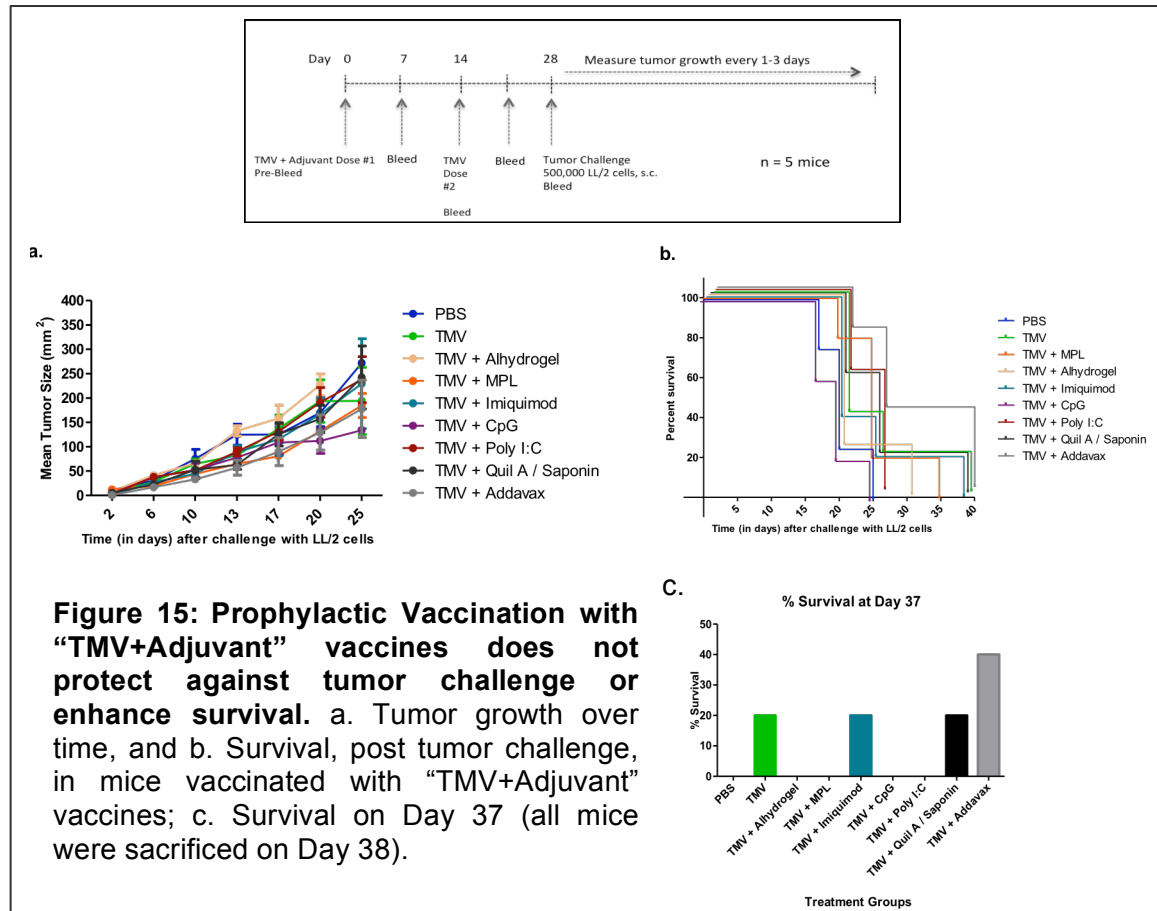 Day 0 7 14 28 Measure tumor growth every 1-3 days
TMV + Adjuvant Dose #1
Pre-Bleed
Bleed
TMV
Dose
#2
Bleed
Bleed
Tumor Challenge
500,000 LL/2 cells, s.c.
Bleed
n = 5 mice
a.
Mean Tumor Size (mm²)
400
350
300
250
200
150
100
50
0
2 6 10 13 17 20 25
Time (in days) after challenge with LL/2 cells
PBS
TMV
TMV + Alhydrogel
TMV + MPL
TMV + Imiquimod
TMV + CpG
TMV + Poly I:C
TMV + Quil A / Saponin
TMV + Addavax
b.
Percent survival
100
80
60
40
20
5 10 15 20 25 30 35 40
Time (in days) after challenge with LL/2 cells
PBS
TMV
TMV + MPL
TMV + Alhydrogel
TMV + Imiquimod
TMV + CpG
TMV + Poly I:C
TMV + Quil A / Saponin
TMV + Addavax
Figure 15: Prophylactic Vaccination with
“TMV+Adjuvant” vaccines does not
protect against tumor challenge or
enhance survival. a. Tumor growth over
time, and b. Survival, post tumor challenge,
in mice vaccinated with “TMV+Adjuvant”
vaccines; c. Survival on Day 37 (all mice
were sacrificed on Day 38).
c.
% Survival at Day 37
% Survival
50
40
30
20
10
0
PBS
TMV
TMV + Alhydrogel
TMV + MPL
TMV + Imiquimod
TMV + CpG
TMV + Poly I:C
TMV + Quil A / Saponin
TMV + Addavax
Treatment Groups